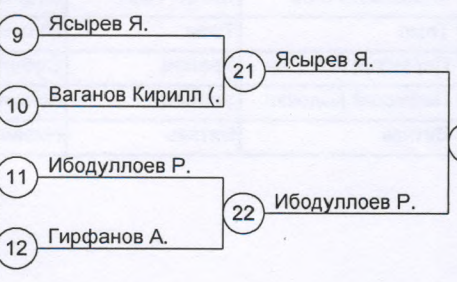 9 Ясырев Я.
21 Ясырев Я.
10 Ваганов Кирилл (.
11 Ибодуллоев Р.
22 Ибодуллоев Р.
12 Гирфанов А.